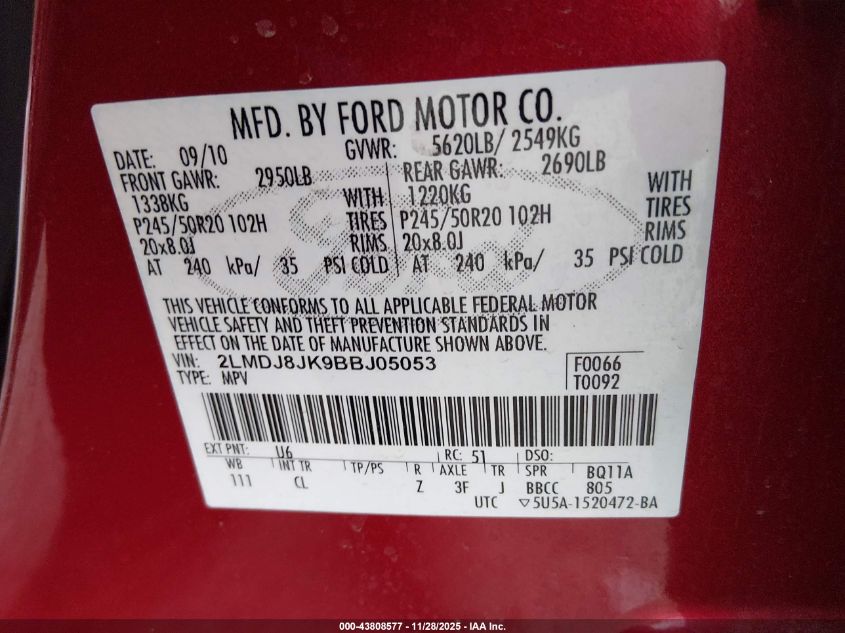 MFD. BY FORD MOTOR CO.
DATE: 09/10 GVWR: 5620LB/ 2549KG
FRONT GAWR: 2950LB REAR GAWR: 2690LB
1338KG WITH 1220KG WITH
P245/50R20 102H TIRES P245/50R20 102H TIRES
20x8.0J RIMS 20x8.0J RIMS
AT 240 kPa/ 35 PSI COLD AT 240 kPa/ 35 PSI COLD
THIS VEHICLE CONFORMS TO ALL APPLICABLE FEDERAL MOTOR
VEHICLE SAFETY AND THEFT PREVENTION STANDARDS IN
EFFECT ON THE DATE OF MANUFACTURE SHOWN ABOVE.
VIN: 2LMDJ8JK9BBJ05053 F0066
TYPE: MPV T0092
EXT PNT: U6 RC: 51 DSO:
WB INT TR TP/PS R AXLE TR SPR BQ11A
111 CL Z 3F J BBCC 805
UTC ▽5U5A-1520472-BA
Ford
000-43808577 - 11/28/2025 - IAA Inc.